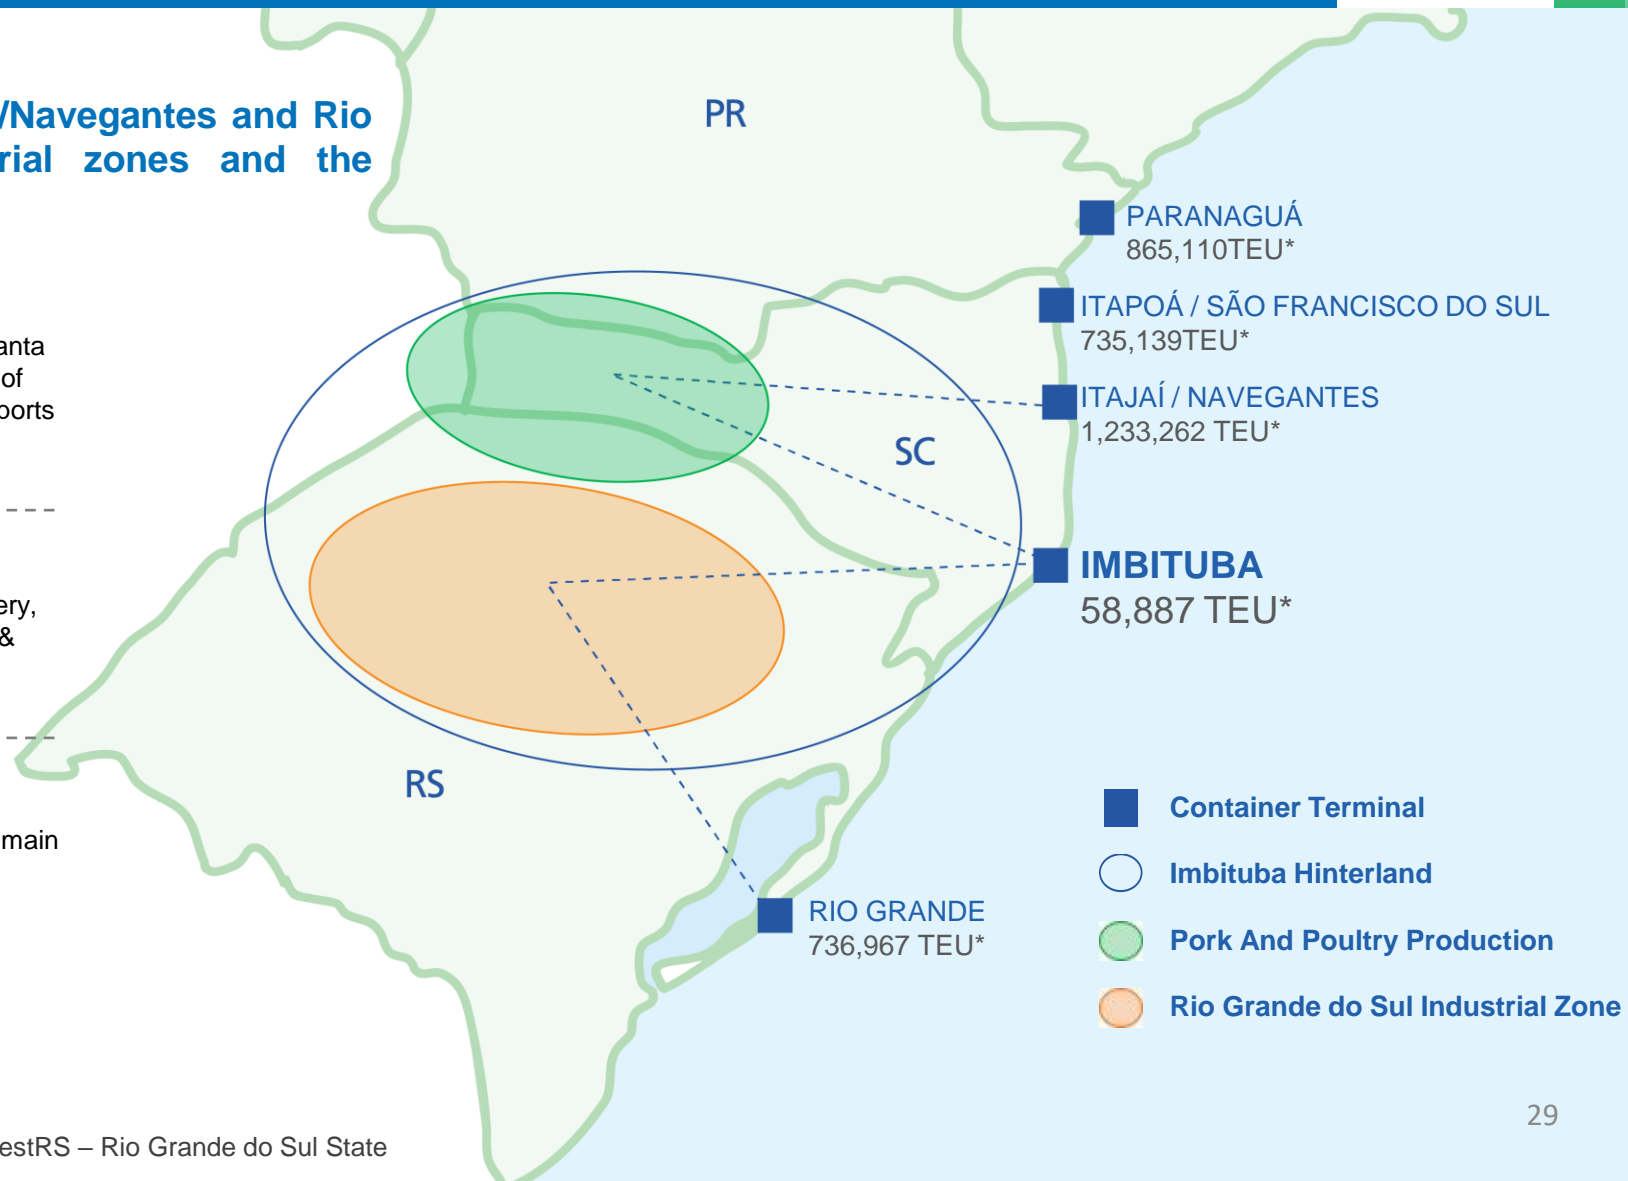 /Navegantes and Rio
rial zones and the
anta
of
ports
ery,
&
main
PR
PARANAGUÁ
865,110TEU*
ITAPOÁ / SÃO FRANCISCO DO SUL
735,139TEU*
ITAJAÍ / NAVEGANTES
1,233,262 TEU*
SC
IMBITUBA
58,887 TEU*
RS
RIO GRANDE
736,967 TEU*
Container Terminal
Imbituba Hinterland
Pork And Poultry Production
Rio Grande do Sul Industrial Zone
29
estRS – Rio Grande do Sul State